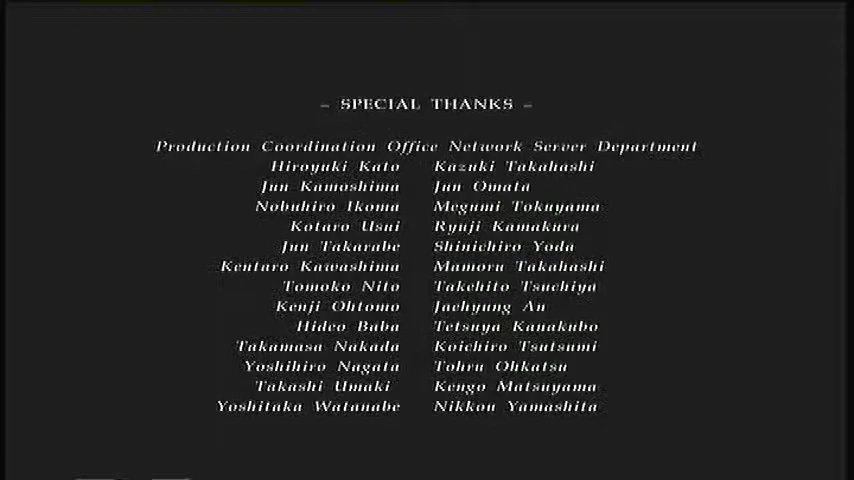 – SPECIAL THANKS –
Production Coordination Office Network Server Department
Hiroyuki Kato Kazuki Takahashi
Jun Kamoshima Jun Omata
Nobuhiro Ikoma Megumi Tokuyama
Kotaro Usui Ryuji Kamakura
Jun Takarabe Shinichiro Yoda
Kentaro Kawashima Mamoru Takahashi
Tomoko Nito Takehito Tsuchiya
Kenji Ohtomo Jaehyung An
Hideo Baba Tetsuya Kanakubo
Takamasa Nakada Koichiro Tsutsumi
Yoshihiro Nagata Tohru Ohkatsu
Takashi Umaki Kengo Matsuyama
Yoshitaka Watanabe Nikkou Yamashita